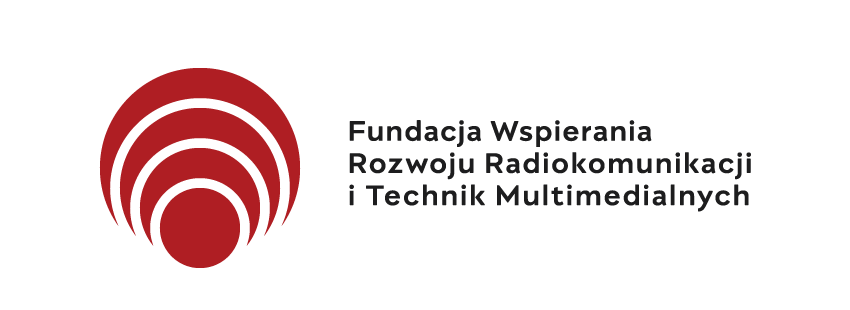 Fundacja Wspierania
Rozwoju Radiokomunikacji
i Technik Multimedialnych